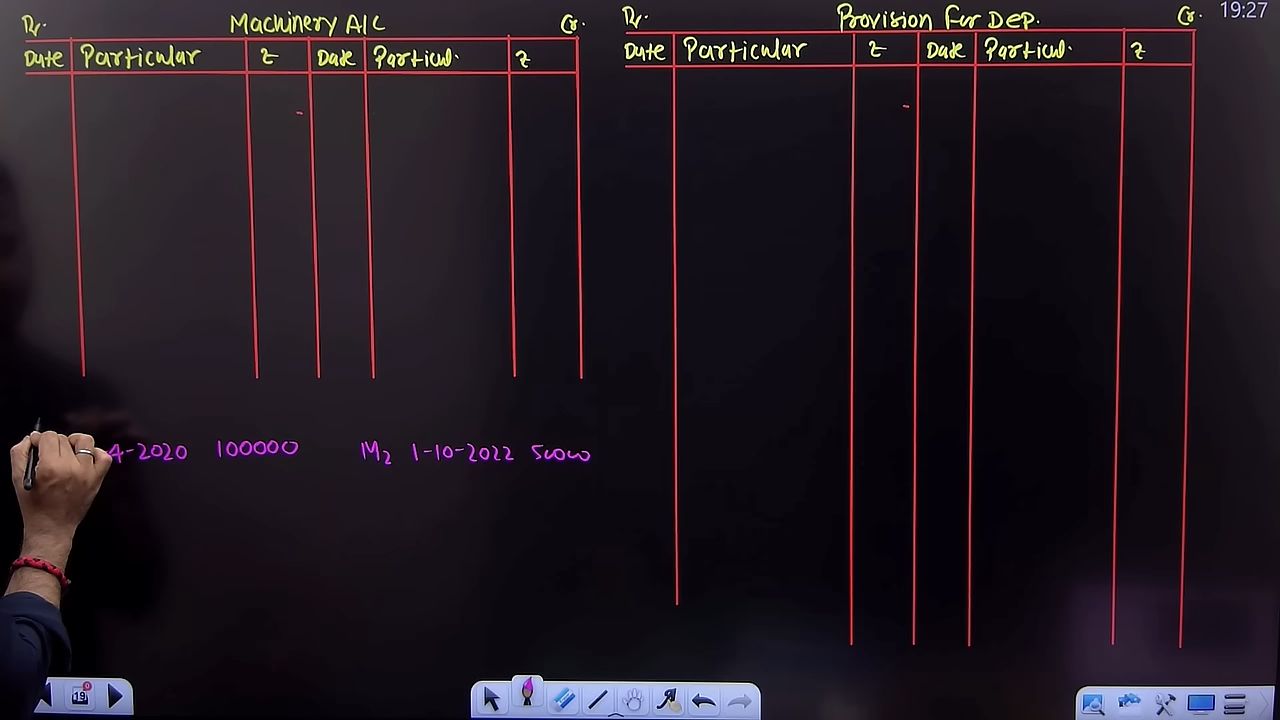 19:27
Dr. Machinery A/C Cr.
Date Particular ₹ Date Particul. ₹
Dr. Provision For Dep. Cr.
Date Particular ₹ Date Particul. ₹
4-2020 100000 M2 1-10-2022 50000
19